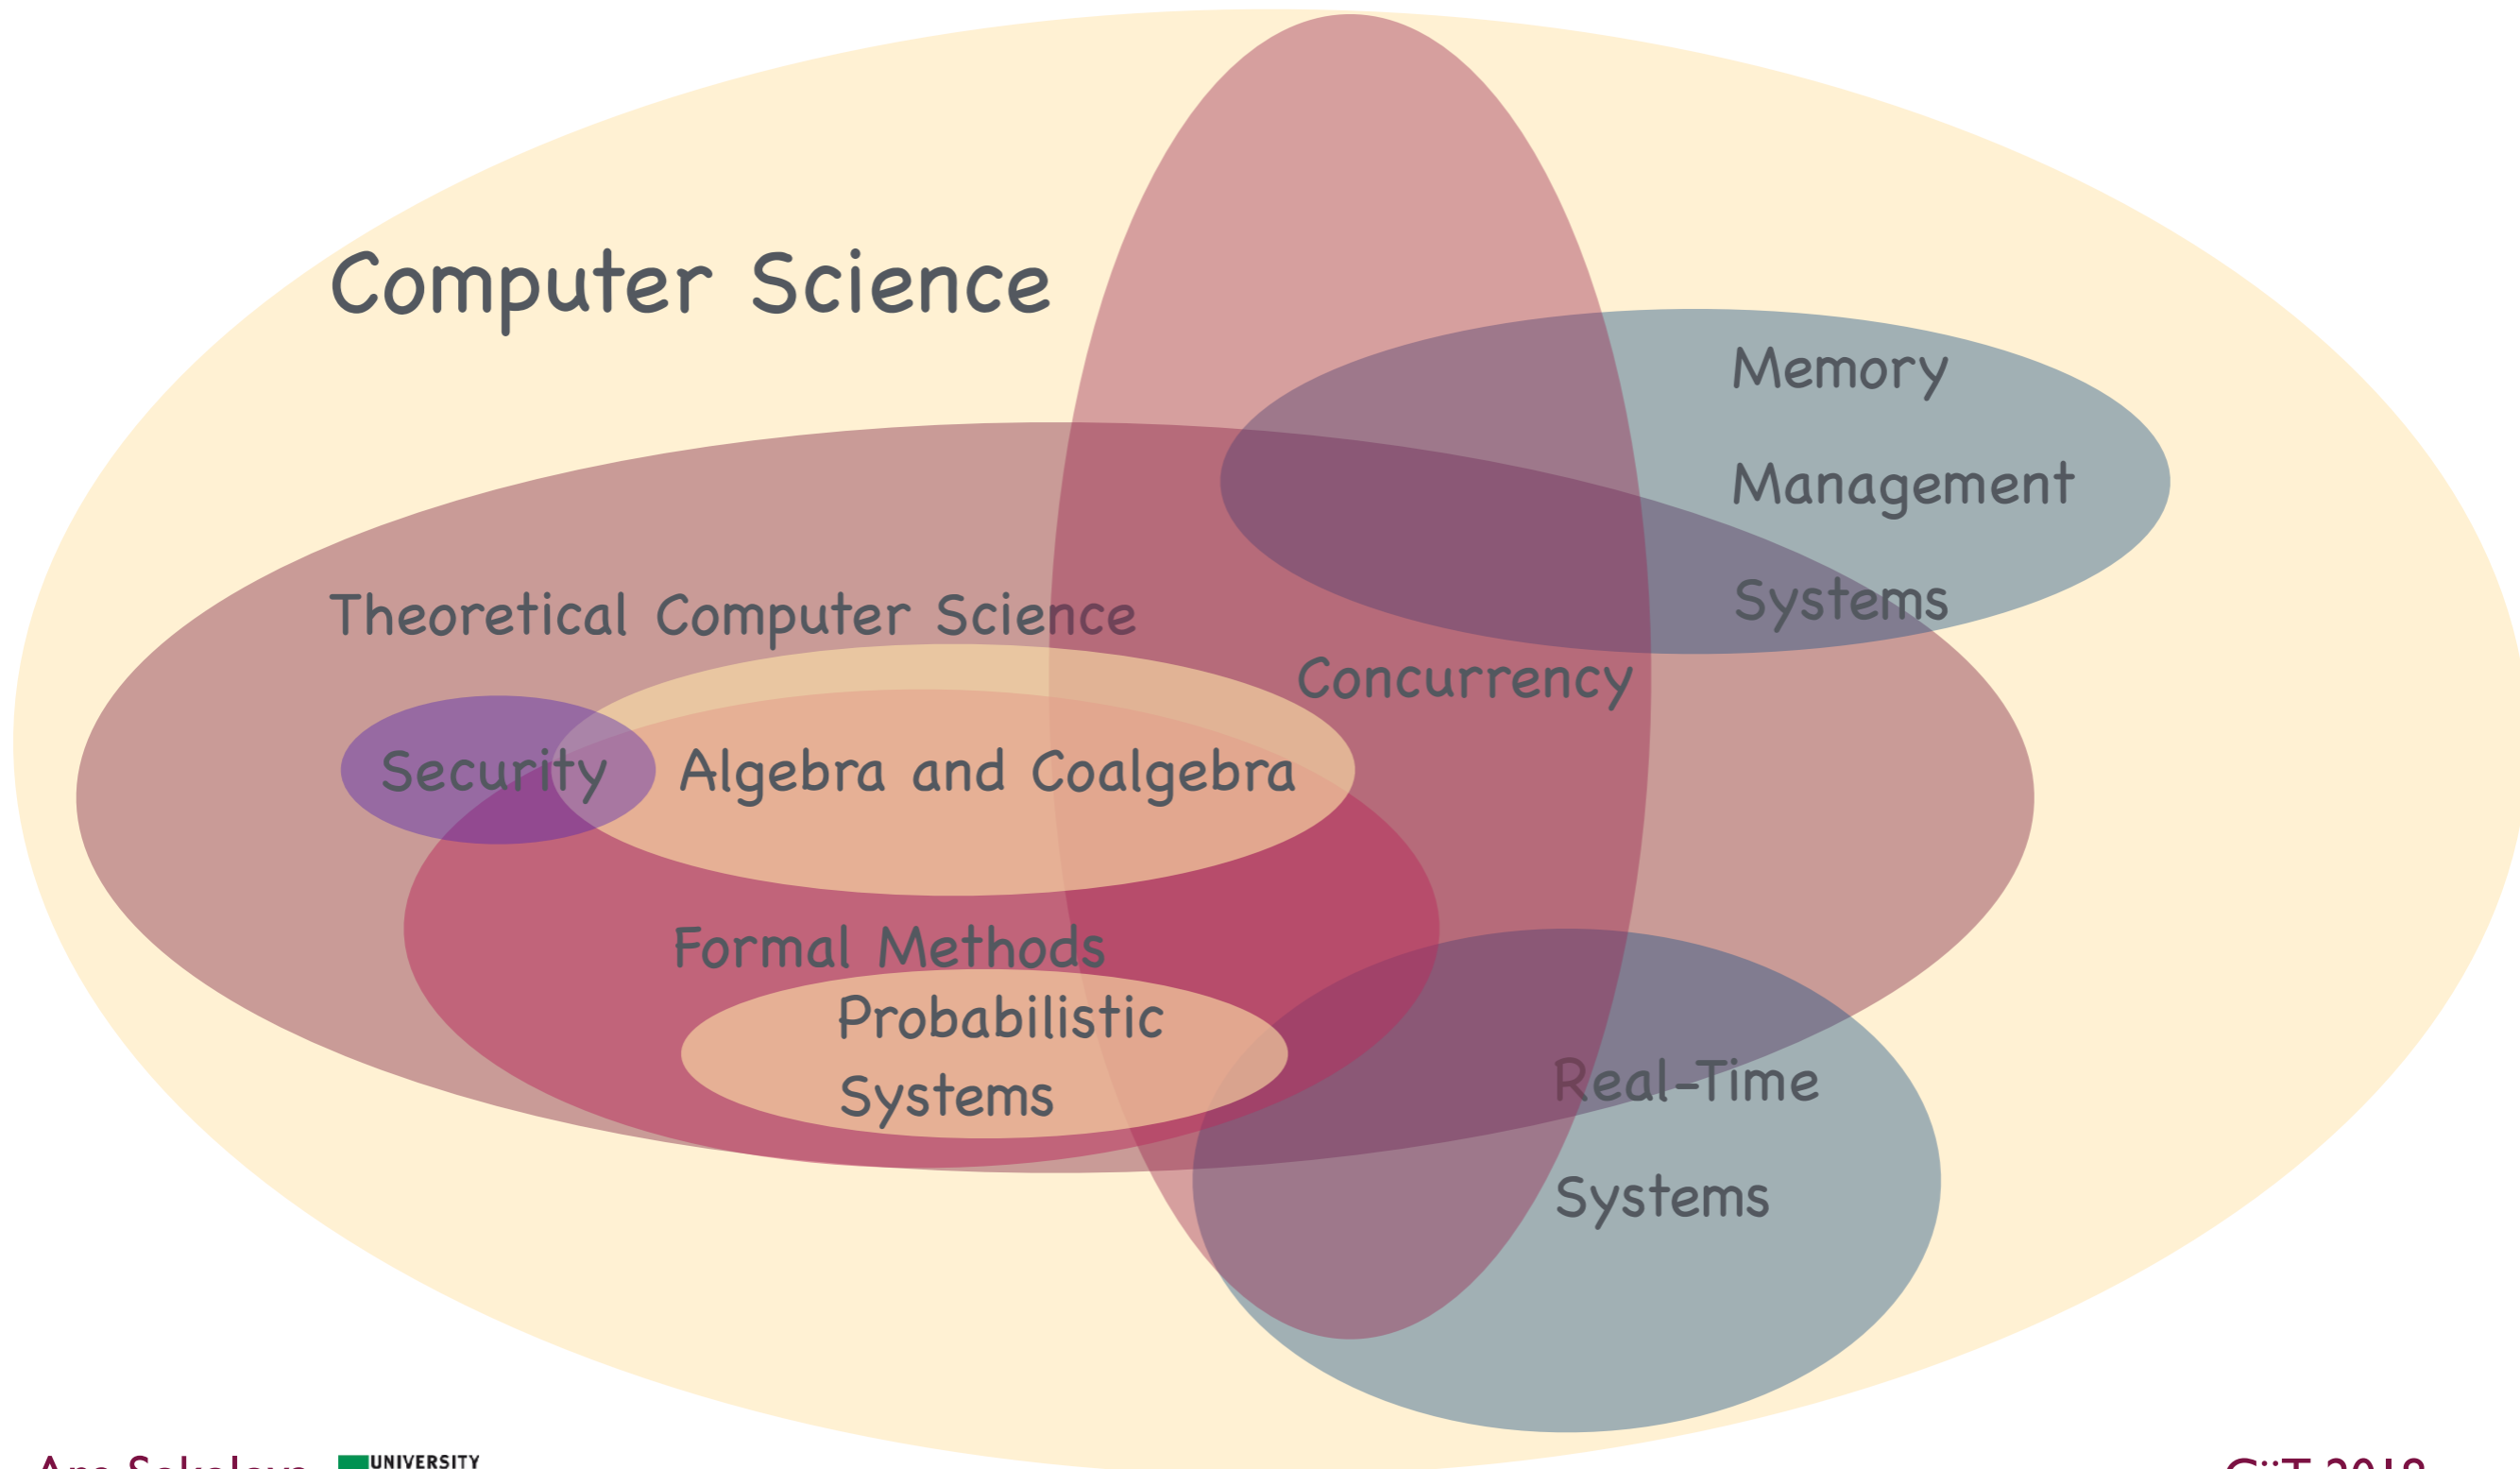 Computer Science
Memory
Management
Systems
Theoretical Computer Science
Concurrency
Security
Algebra and Coalgebra
Formal Methods
Probabilistic
Systems
Real-Time
Systems
UNIVERSITY
2018